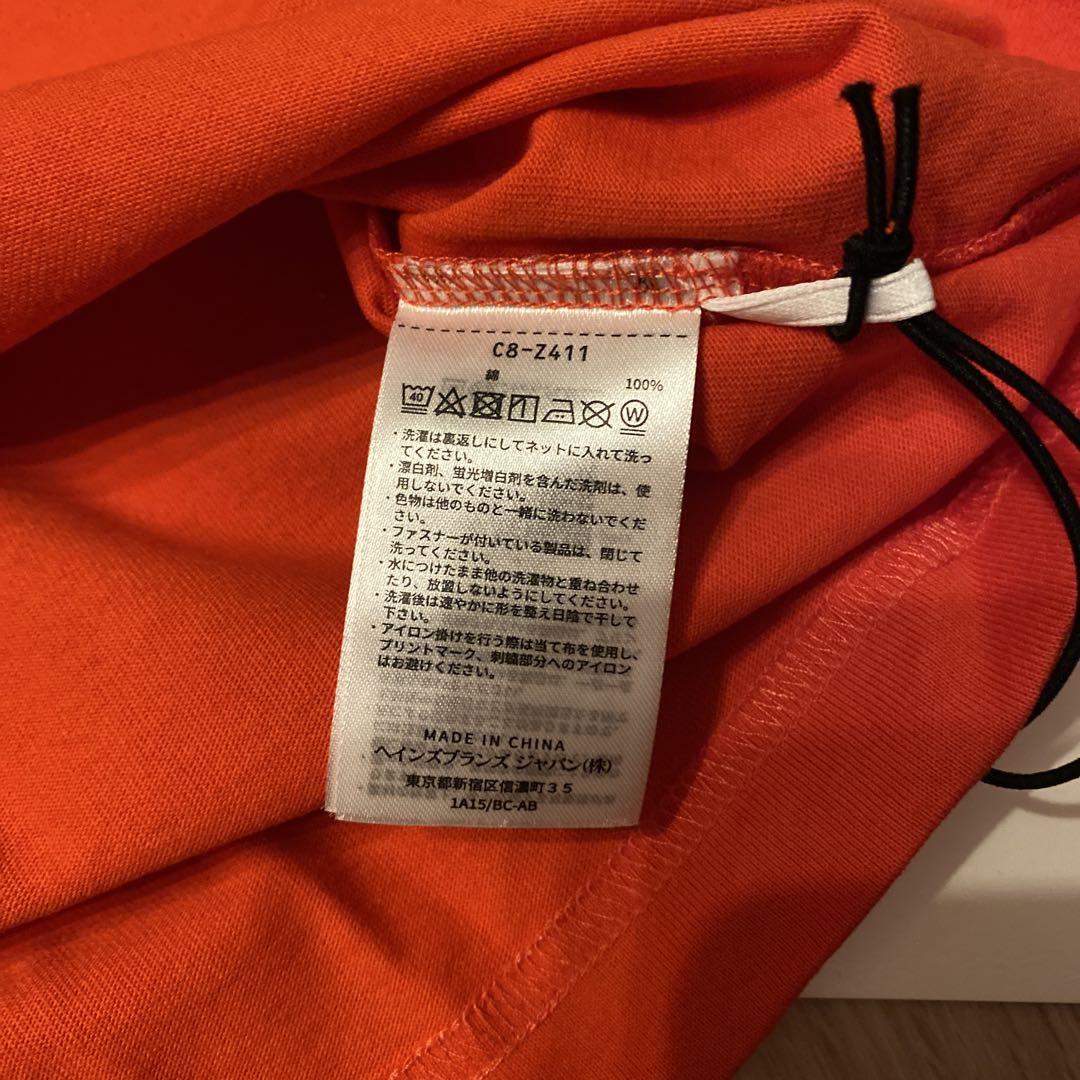 C8-Z411
綿 100%
40 W
・洗濯は裏返しにしてネットに入れて洗っ
てください。
・漂白剤、蛍光増白剤を含んだ洗剤は、使
用しないでください。
・色物は他のものと一緒に洗わないでくだ
さい。
・ファスナーが付いている製品は、閉じて
洗ってください。
・水につけたまま他の洗濯物と重ね合わせ
たり、放置しないようにしてください。
・洗濯後は速やかに形を整え日陰で干して
下さい。
・アイロン掛けを行う際は当て布を使用し、
プリントマーク、刺繍部分へのアイロン
はお避けください。
MADE IN CHINA
ヘインズブランズ ジャパン(株)
東京都新宿区信濃町35
1A15/BC-AB